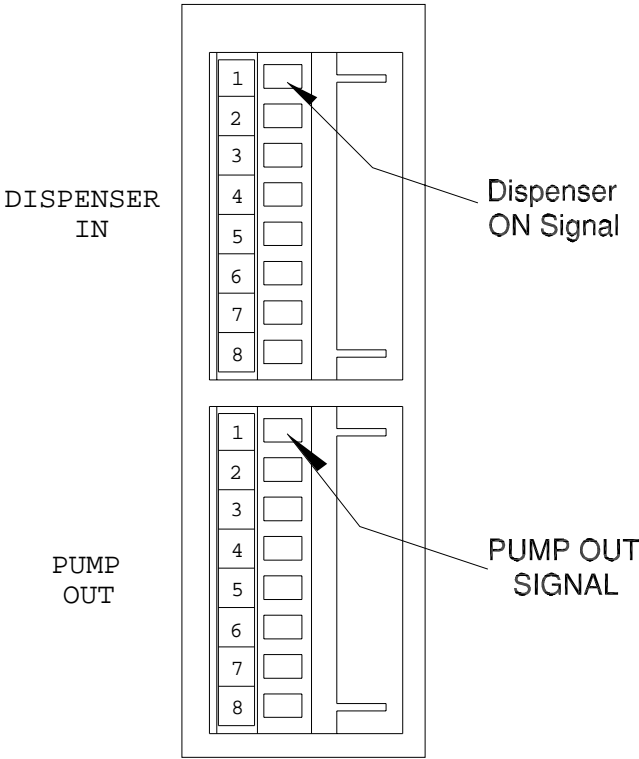 1
2
3
4
5
6
7
8
DISPENSER
IN
Dispenser
ON Signal
1
2
3
4
5
6
7
8
PUMP
OUT
PUMP OUT
SIGNAL